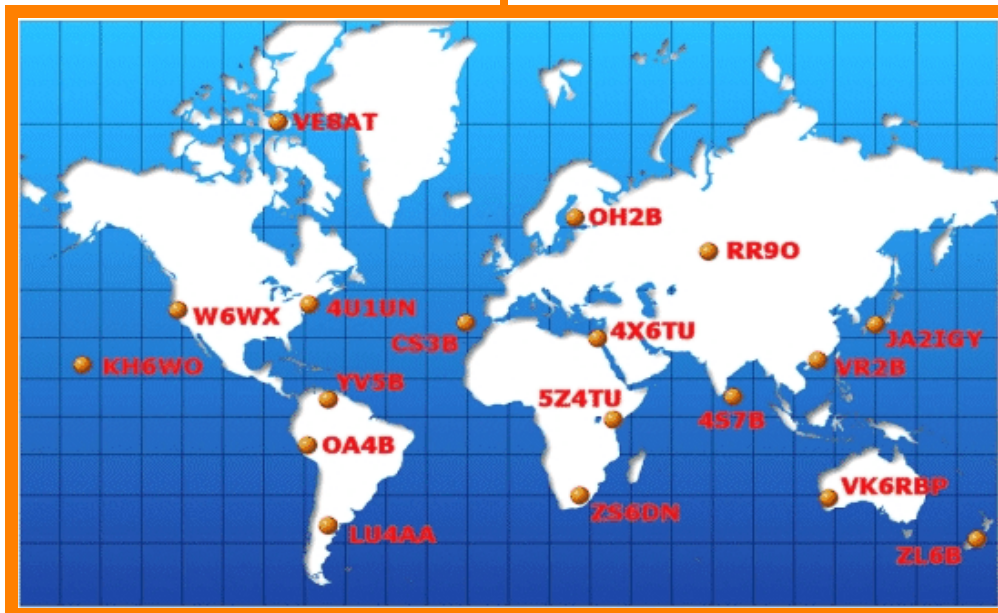 VE8AT
OH2B
RR9O
W6WX
4U1UN
CS3B
4X6TU
JA2IGY
KH6WO
VR2B
YV5B
5Z4TU
4S7B
OA4B
VK6RBP
ZS6DN
LU4AA
ZL6B